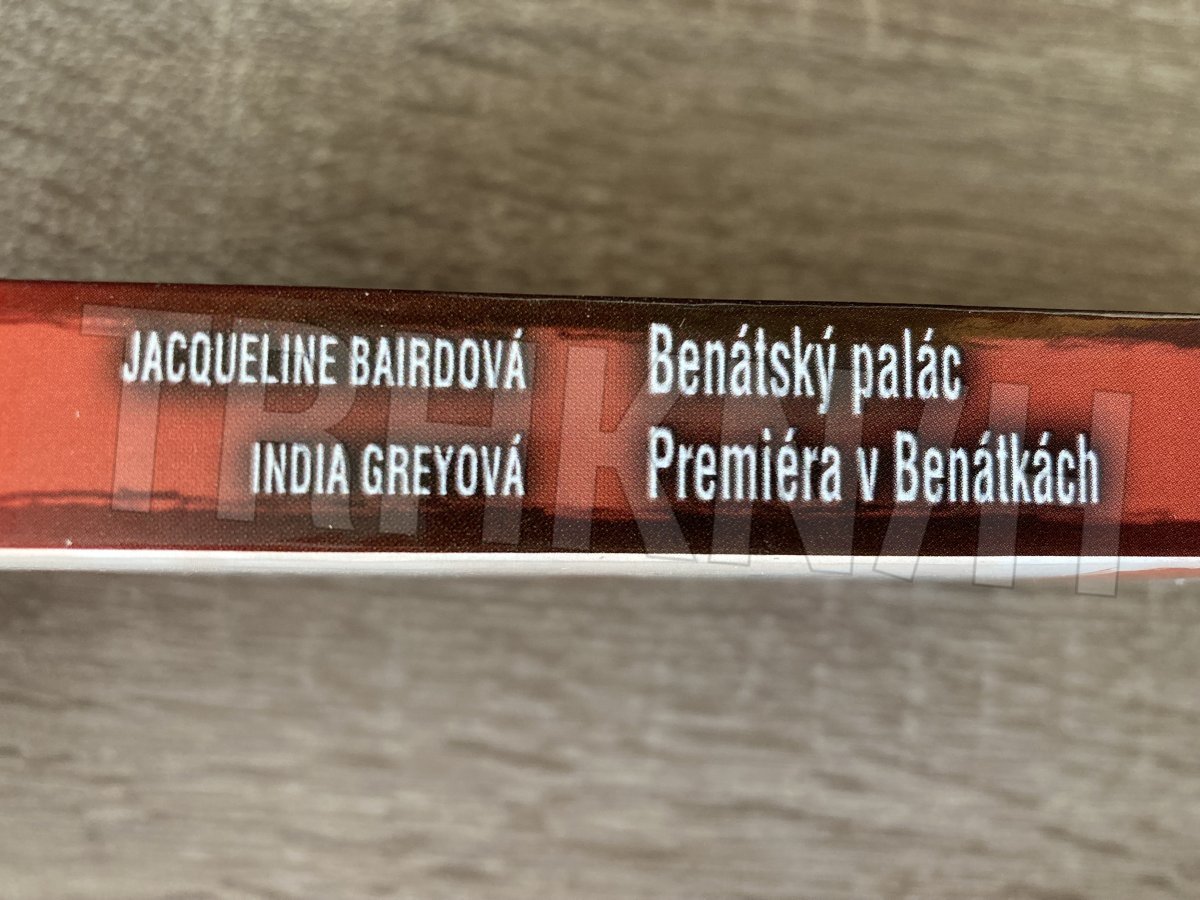 JACQUELINE BAIRDOVÁ Benátský palác
INDIA GREYOVÁ Premiéra v Benátkách